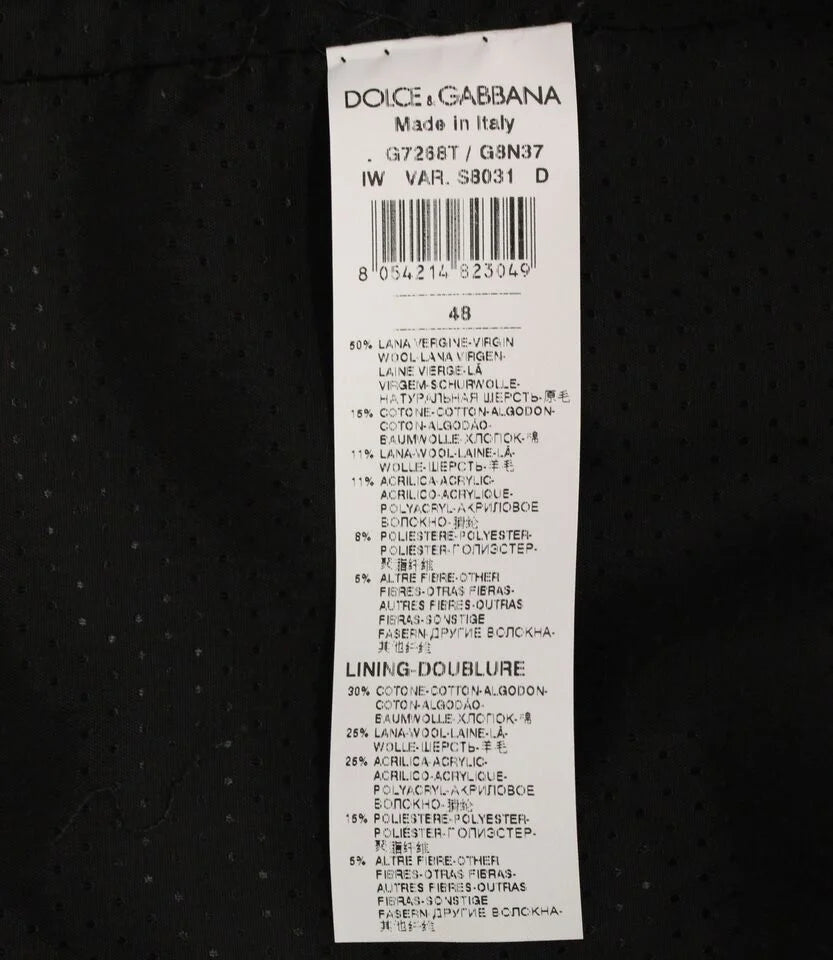 DOLCE & GABBANA
Made in Italy
. G7268T / G8N37
IW VAR. S8031 D
8 054214 823049
48
50% LANA VERGINE-VIRGIN
WOOL-LANA VIRGEN-
LAINE VIERGE-LÃ
VIRGEM-SCHURWOLLE-
НАТУРАЛЬНАЯ ШЕРСТЬ-原毛
15% COTONE-COTTON-ALGODON-
COTON-ALGODÃO-
BAUMWOLLE-ХЛОПОК-棉
11% LANA-WOOL-LAINE-LÃ-
WOLLE-ШЕРСТЬ-羊毛
11% ACRILICA-ACRYLIC-
ACRILICO-ACRYLIQUE-
POLYACRYL-АКРИЛОВОЕ
ВОЛОКНО-腈纶
8% POLIESTERE-POLYESTER-
POLIÉSTER-ПОЛИЭСТЕР-
聚脂纤维
5% ALTRE FIBRE-OTHER
FIBRES-OTRAS FIBRAS-
AUTRES FIBRES-OUTRAS
FIBRAS-SONSTIGE
FASERN-ДРУГИЕ ВОЛОКНА-
其他纤维
LINING-DOUBLURE
30% COTONE-COTTON-ALGODON-
COTON-ALGODÃO-
BAUMWOLLE-ХЛОПОК-棉
25% LANA-WOOL-LAINE-LÃ-
WOLLE-ШЕРСТЬ-羊毛
25% ACRILICA-ACRYLIC-
ACRILICO-ACRYLIQUE-
POLYACRYL-АКРИЛОВОЕ
ВОЛОКНО-腈纶
15% POLIESTERE-POLYESTER-
POLIÉSTER-ПОЛИЭСТЕР-
聚脂纤维
5% ALTRE FIBRE-OTHER
FIBRES-OTRAS FIBRAS-
AUTRES FIBRES-OUTRAS
FIBRAS-SONSTIGE
FASERN-ДРУГИЕ ВОЛОКНА-
其他纤维